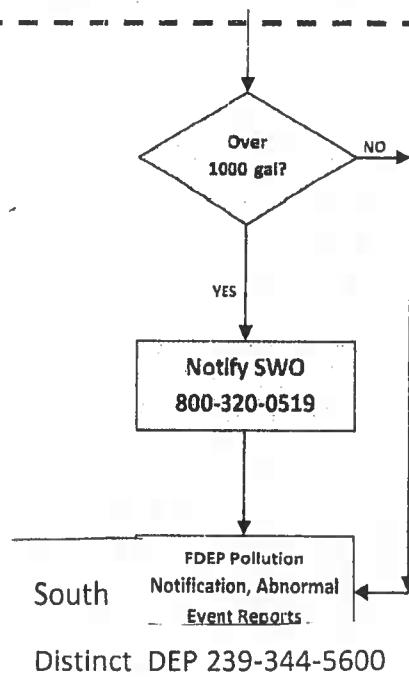 Over
1000 gal?
NO
YES
Notify SWO
800-320-0519
FDEP Pollution
South Notification, Abnormal
Event Reports
Distinct DEP 239-344-5600